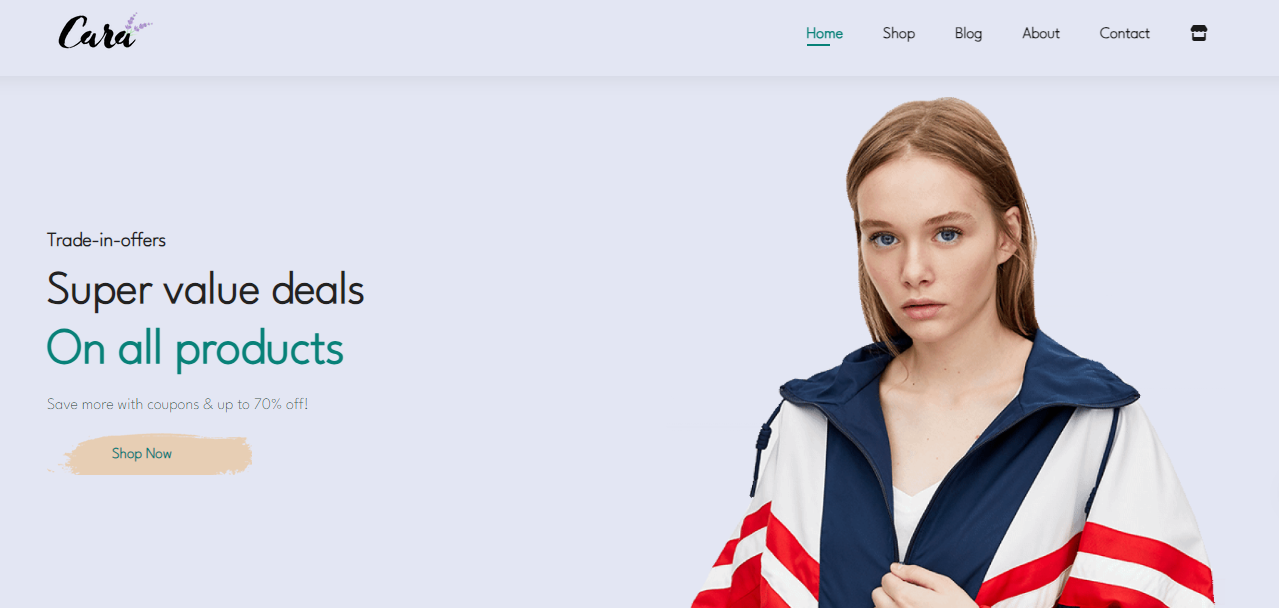 Cara
Home Shop Blog About Contact
Trade-in-offers
Super value deals
On all products
Save more with coupons & up to 70% off!
Shop Now